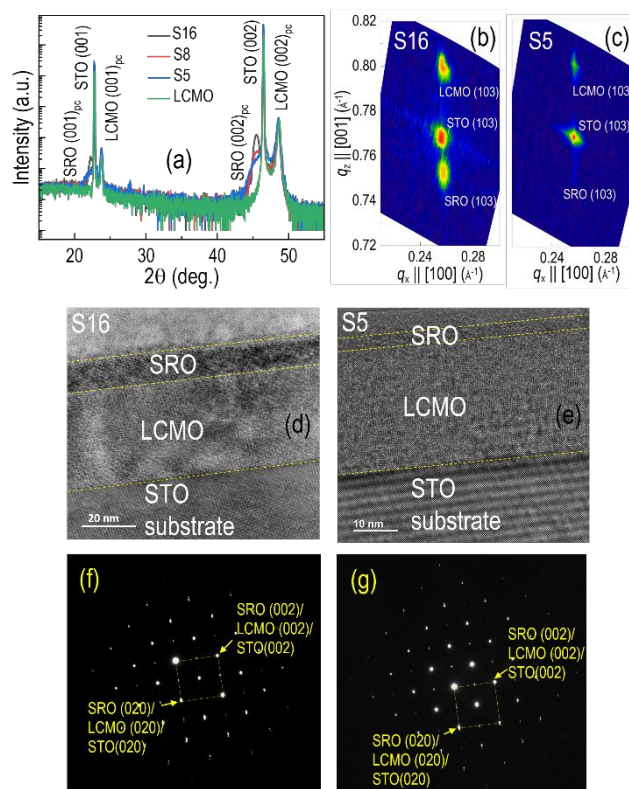 Intensity (a.u.)
S16
S8
S5
LCMO
SRO (001)pc
STO (001)
LCMO (001)pc
SRO (002)pc
STO (002)
LCMO (002)pc
(a)
20 30 40 50
2θ (deg.)
S16 (b)
0.82
0.80
0.78
0.76
0.74
0.72
qz || [001] (Å-1)
LCMO (103)
STO (103)
SRO (103)
0.24 0.28
qx || [100] (Å-1)
S5 (c)
LCMO (103)
STO (103)
SRO (103)
0.24 0.28
qx || [100] (Å-1)
S16
SRO
LCMO
(d)
STO
substrate
20 nm
S5
SRO
LCMO
(e)
STO
substrate
10 nm
(f)
SRO (002)/
LCMO (002)/
STO(002)
SRO (020)/
LCMO (020)/
STO(020)
(g)
SRO (002)/
LCMO (002)/
STO(002)
SRO (020)/
LCMO (020)/
STO(020)